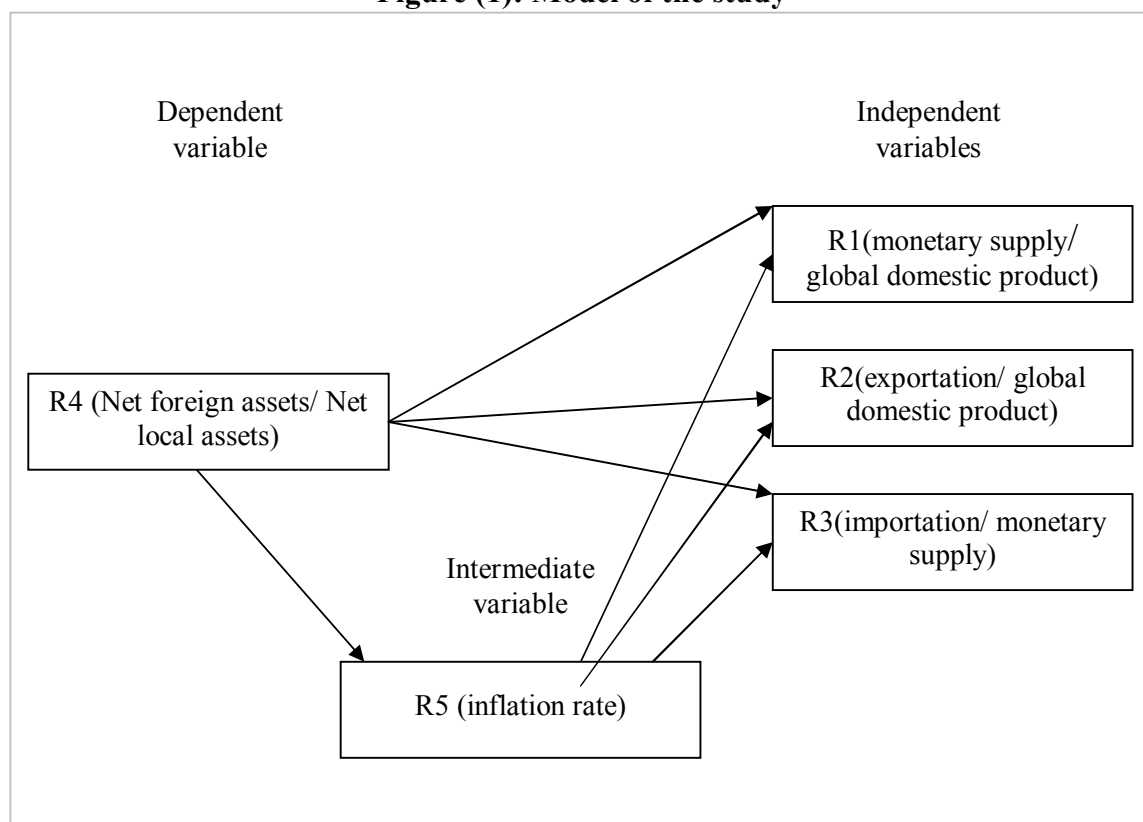 Figure (1): Model of the study
Dependent
variable
Independent
variables
R1(monetary supply/
global domestic product)
R4 (Net foreign assets/ Net
local assets)
R2(exportation/ global
domestic product)
R3(importation/ monetary
supply)
Intermediate
variable
R5 (inflation rate)